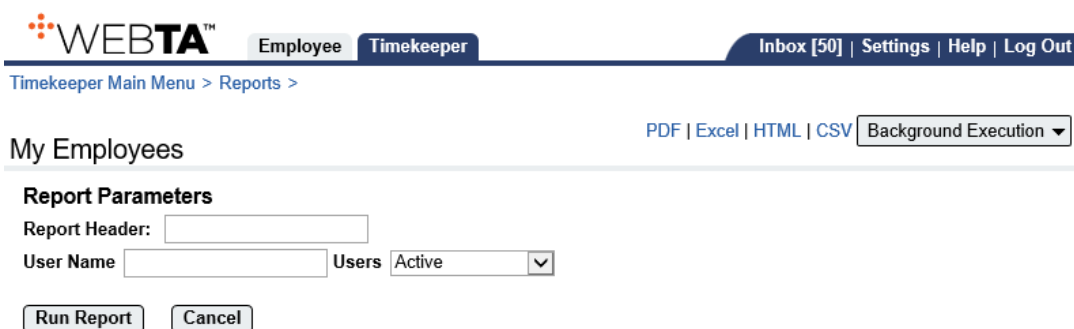 WEBTA™
Employee Timekeeper Inbox [50] | Settings | Help | Log Out
Timekeeper Main Menu > Reports >
PDF | Excel | HTML | CSV Background Execution
My Employees
Report Parameters
Report Header:
User Name Users Active
Run Report Cancel